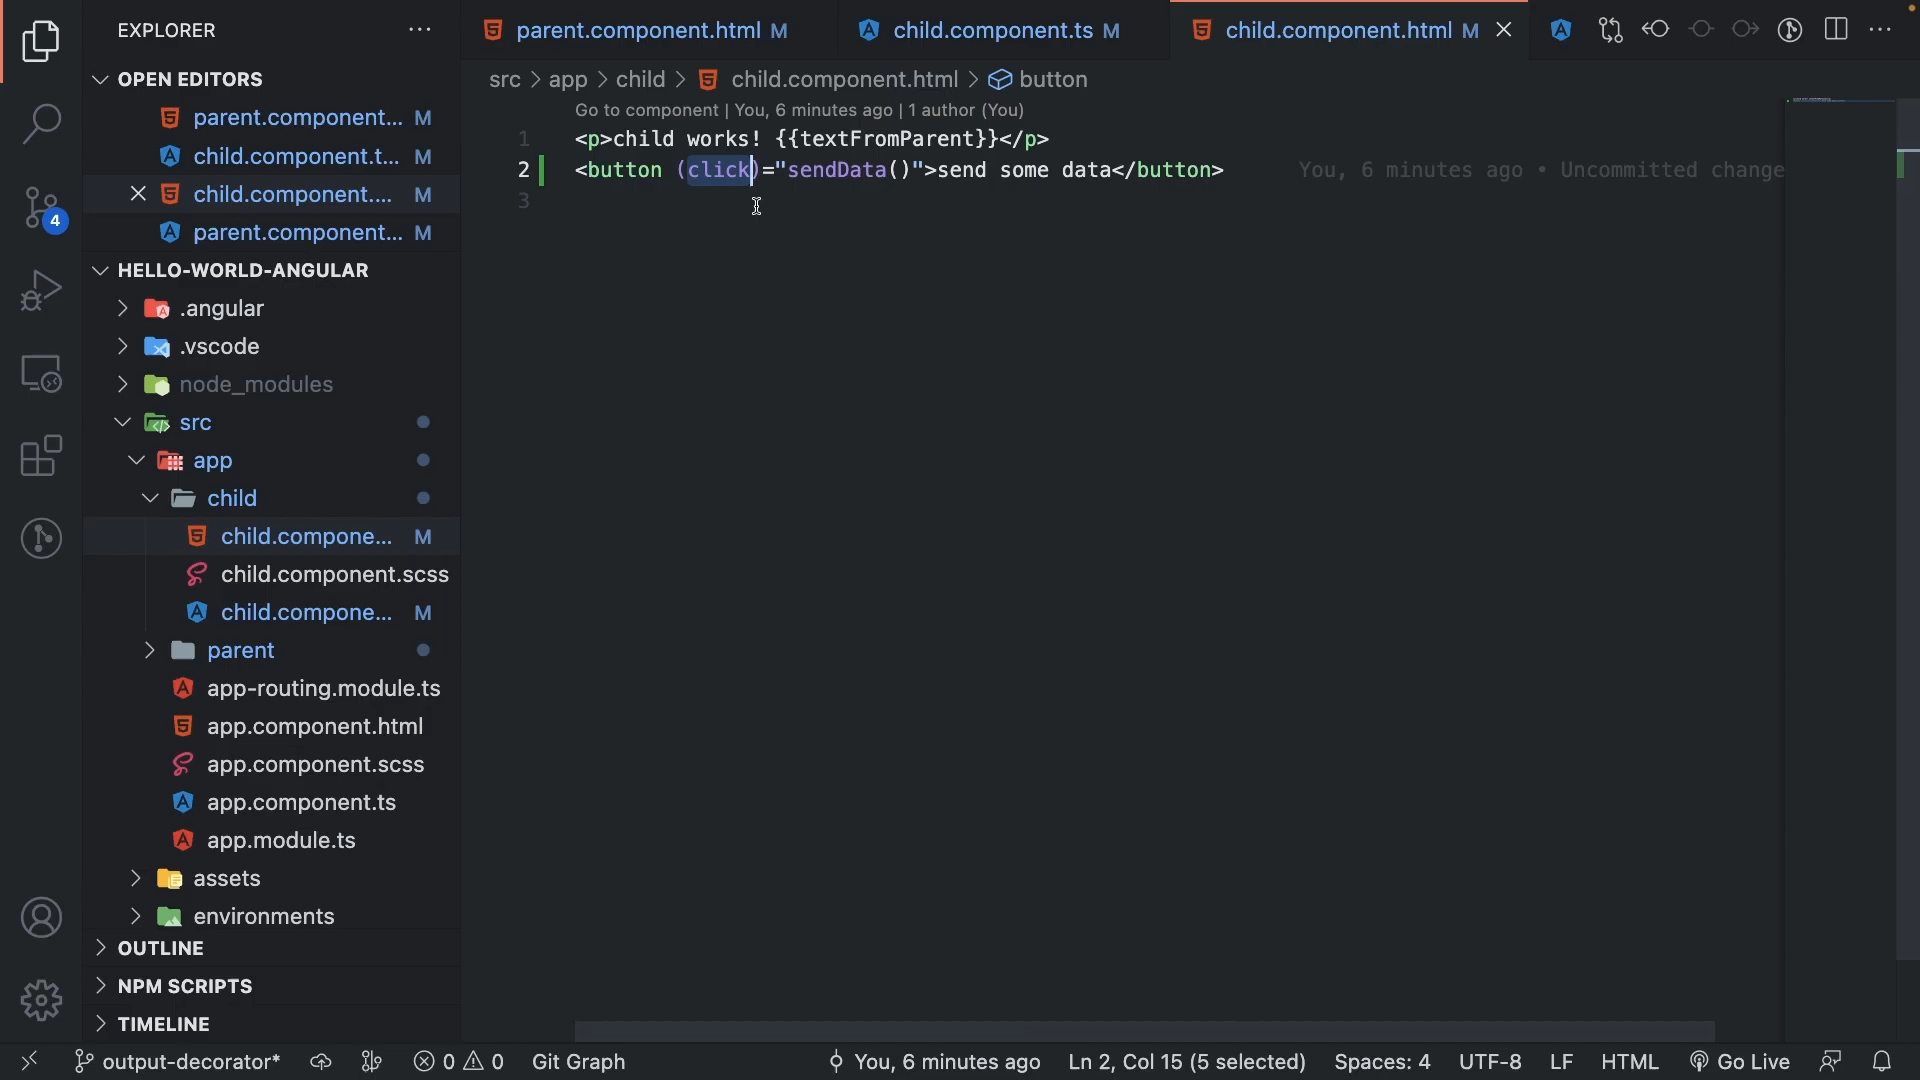 EXPLORER
OPEN EDITORS
parent.component... M
child.component.t... M
child.component.... M
parent.component... M
HELLO-WORLD-ANGULAR
.angular
.vscode
node_modules
src
app
child
child.compone... M
child.component.scss
child.compone... M
parent
app-routing.module.ts
app.component.html
app.component.scss
app.component.ts
app.module.ts
assets
environments
OUTLINE
NPM SCRIPTS
TIMELINE
4
parent.component.html M
child.component.ts M
child.component.html M
src > app > child > child.component.html > button
Go to component | You, 6 minutes ago | 1 author (You)
1 <p>child works! {{textFromParent}}</p>
2 <button (click)="sendData()">send some data</button> You, 6 minutes ago • Uncommitted change
3
output-decorator* 0 0 Git Graph You, 6 minutes ago Ln 2, Col 15 (5 selected) Spaces: 4 UTF-8 LF HTML Go Live